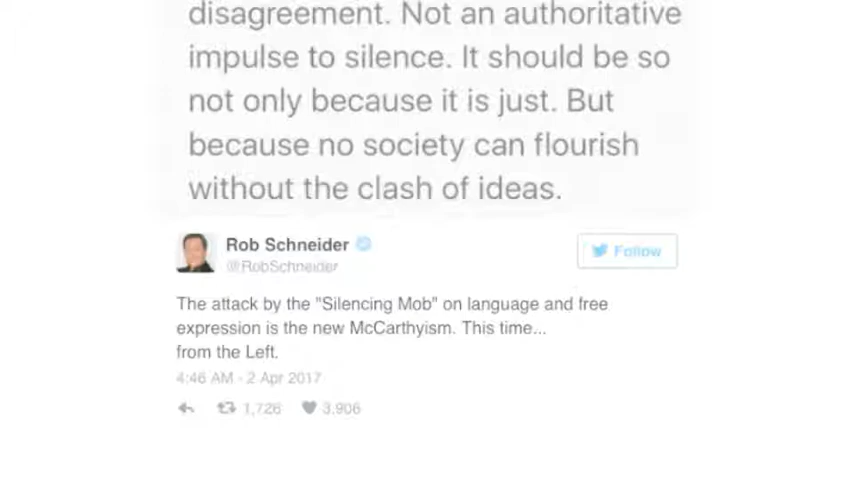 disagreement. Not an authoritative
impulse to silence. It should be so
not only because it is just. But
because no society can flourish
without the clash of ideas.
Rob Schneider
@RobSchneider
Follow
The attack by the "Silencing Mob" on language and free
expression is the new McCarthyism. This time...
from the Left.
4:46 AM - 2 Apr 2017
1,726 3,906